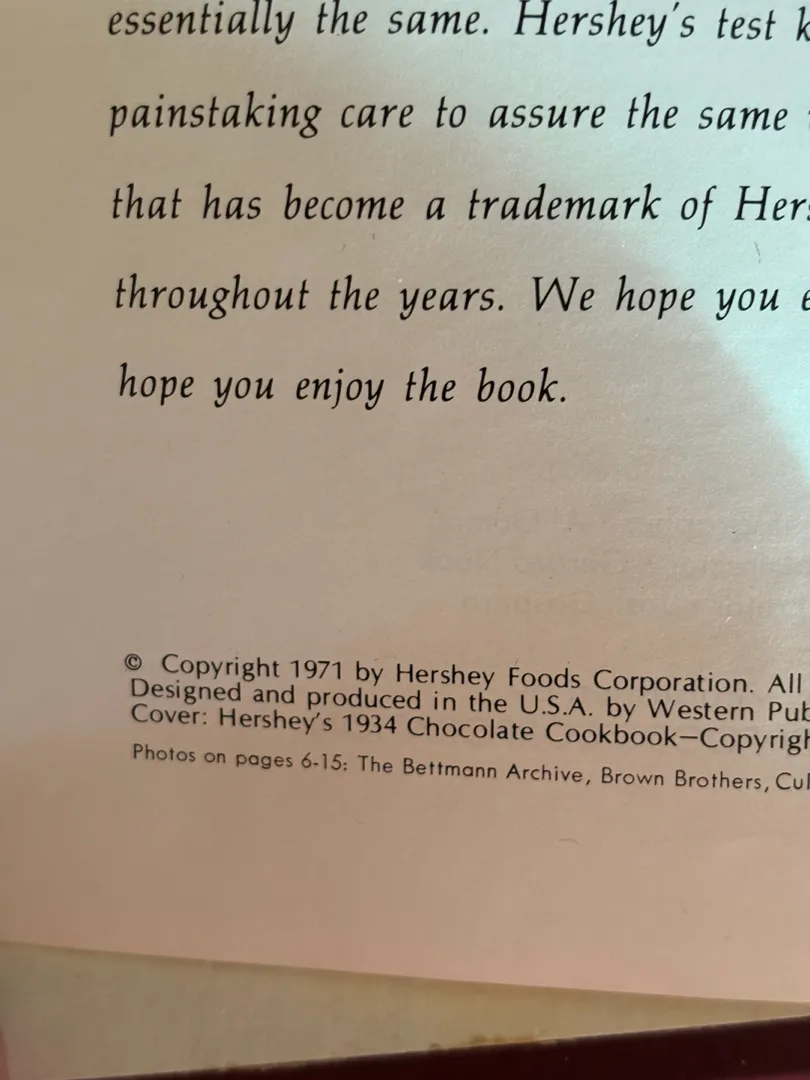 essentially the same. Hershey's test
painstaking care to assure the same
that has become a trademark of
throughout the years. We hope you
hope you enjoy the book.
© Copyright 1971 by Hershey Foods Corporation. All
Designed and produced in the U.S.A. by Western
Cover: Hershey's 1934 Chocolate Cookbook—
Photos on pages 6-15: The Bettmann Archive, Brown Brothers,